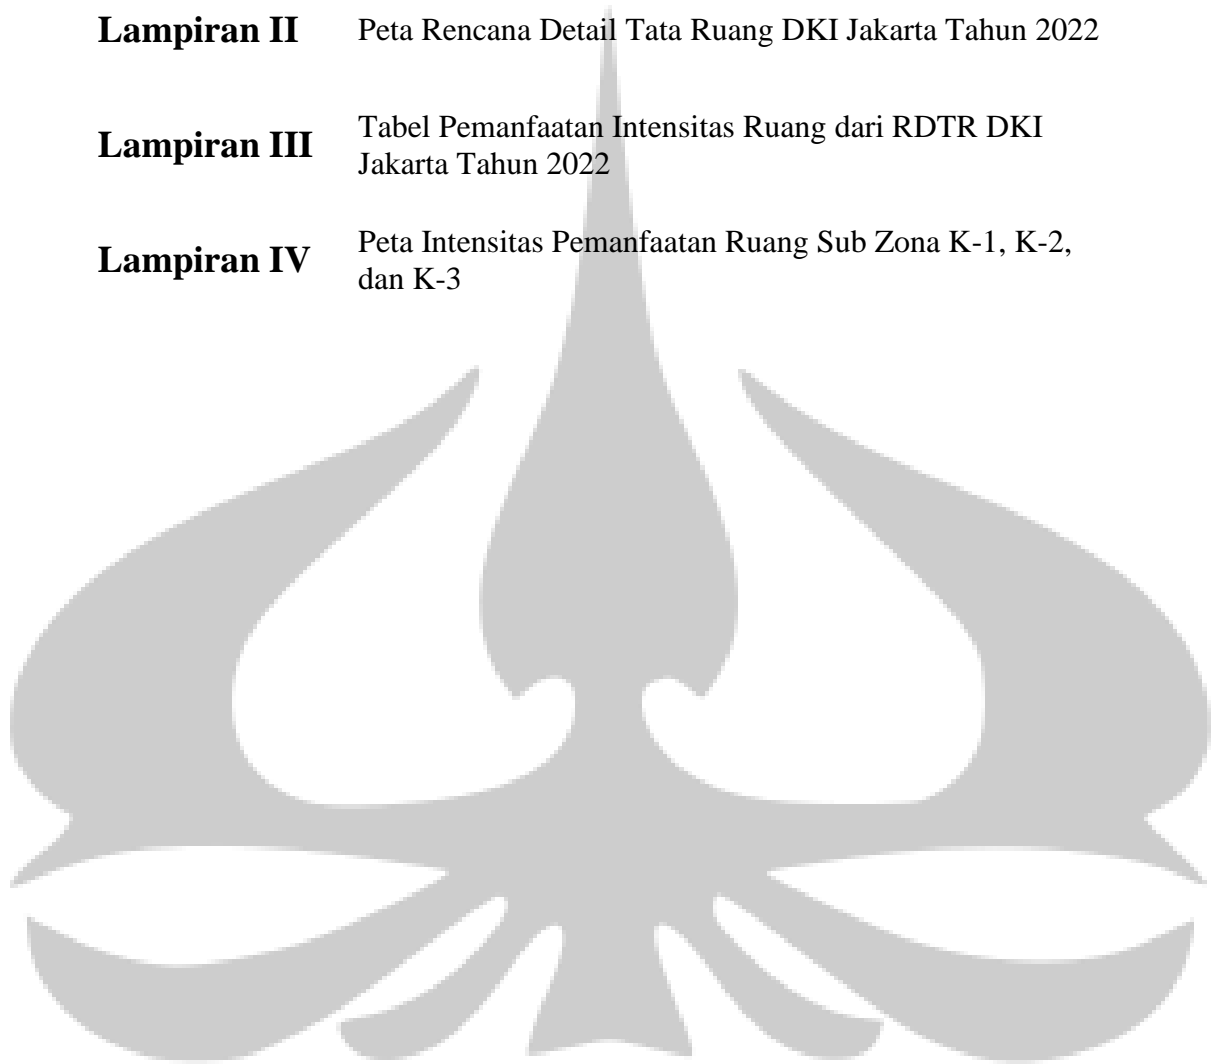 Lampiran II Peta Rencana Detail Tata Ruang DKI Jakarta Tahun 2022
Lampiran III Tabel Pemanfaatan Intensitas Ruang dari RDTR DKI
Jakarta Tahun 2022
Lampiran IV Peta Intensitas Pemanfaatan Ruang Sub Zona K-1, K-2,
dan K-3